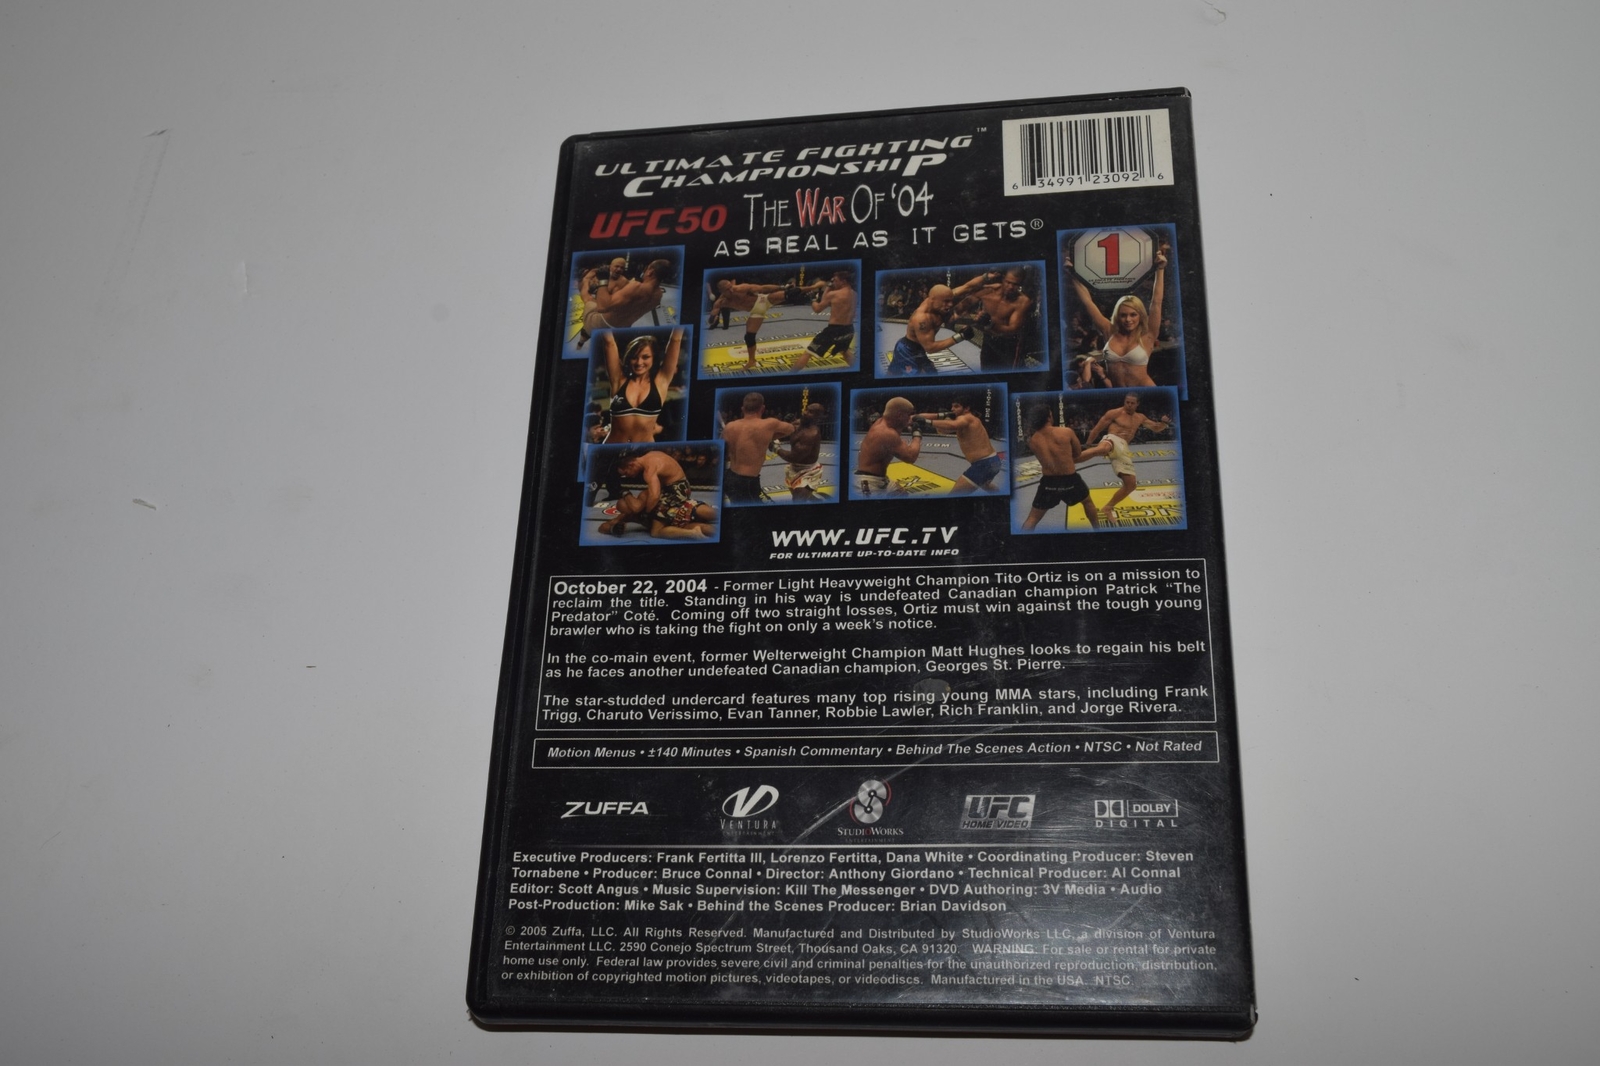 ULTIMATE FIGHTING™
CHAMPIONSHIP
UFC 50 THE WAR OF '04
AS REAL AS IT GETS®
6 34991 23092 6
1
WWW.UFC.TV
FOR ULTIMATE UP-TO-DATE INFO
October 22, 2004 - Former Light Heavyweight Champion Tito Ortiz is on a mission to
reclaim the title. Standing in his way is undefeated Canadian champion Patrick “The
Predator” Coté. Coming off two straight losses, Ortiz must win against the tough young
brawler who is taking the fight on only a week’s notice.
In the co-main event, former Welterweight Champion Matt Hughes looks to regain his belt
as he faces another undefeated Canadian champion, Georges St. Pierre.
The star-studded undercard features many top rising young MMA stars, including Frank
Trigg, Charuto Verissimo, Evan Tanner, Robbie Lawler, Rich Franklin, and Jorge Rivera.
Motion Menus • ±140 Minutes • Spanish Commentary • Behind The Scenes Action • NTSC • Not Rated
ZUFFA
VENTURA
ENTERTAINMENT
STUDIOWORKS
ENTERTAINMENT
UFC
HOME VIDEO
DOLBY
DIGITAL
Executive Producers: Frank Fertitta III, Lorenzo Fertitta, Dana White • Coordinating Producer: Steven
Tornabene • Producer: Bruce Connal • Director: Anthony Giordano • Technical Producer: Al Connal
Editor: Scott Angus • Music Supervision: Kill The Messenger • DVD Authoring: 3V Media • Audio
Post-Production: Mike Sak • Behind the Scenes Producer: Brian Davidson
© 2005 Zuffa, LLC. All Rights Reserved. Manufactured and Distributed by StudioWorks LLC, a division of Ventura
Entertainment LLC. 2590 Conejo Spectrum Street, Thousand Oaks, CA 91320. WARNING. For sale or rental for private
home use only. Federal law provides severe civil and criminal penalties for the unauthorized reproduction, distribution,
or exhibition of copyrighted motion pictures, videotapes, or videodiscs. Manufactured in the USA. NTSC.